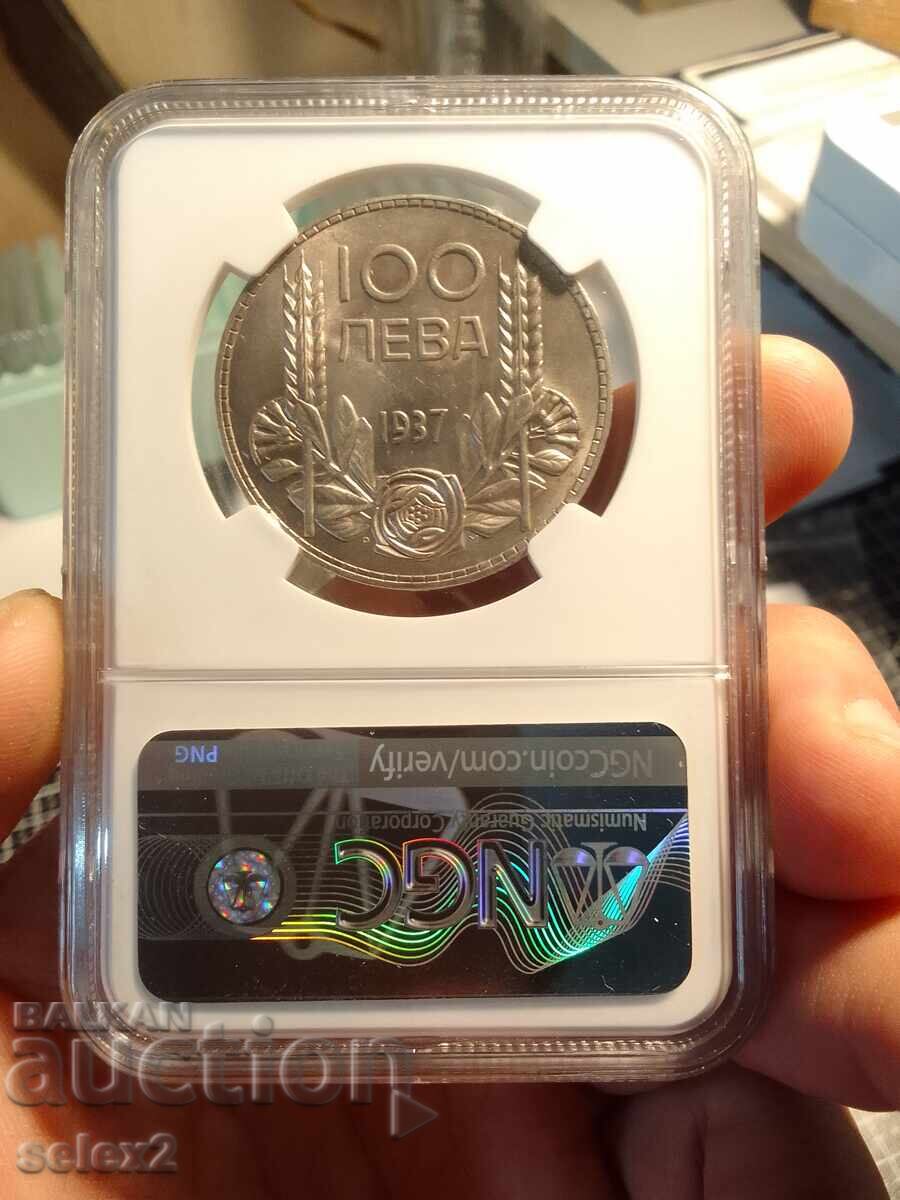 100
ЛЕВА
1937
NGCcoin.com/verify
PNG
Numismatic Guaranty Corporation
NGC
BALKAN
auction
selex2